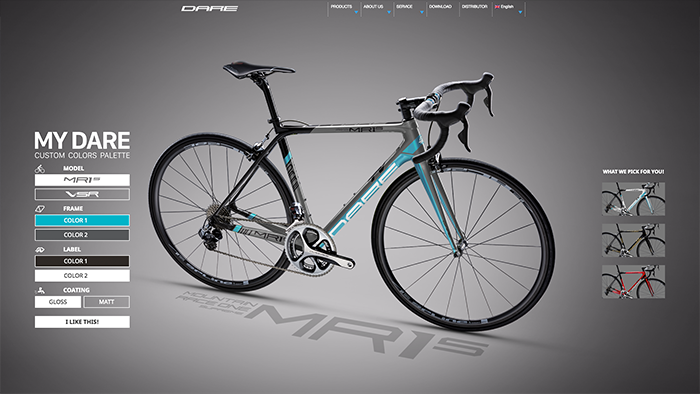 DARE
PRODUCTS
ABOUT US
SERVICE
DOWNLOAD
DISTRIBUTOR
English
MY DARE
CUSTOM COLORS PALETTE
MODEL
MR1S
VSR
FRAME
COLOR 1
COLOR 2
LABEL
COLOR 1
COLOR 2
COATING
GLOSS MATT
I LIKE THIS!
WHAT WE PICK FOR YOU!
DARE
MR1
MOUNTAIN
MR1S